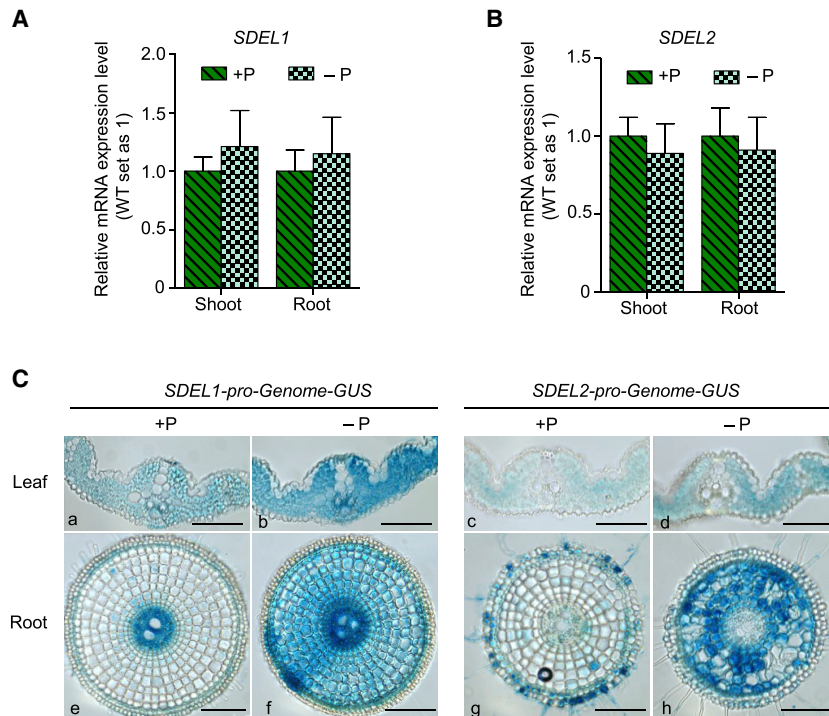 A
SDEL1
Relative mRNA expression level
(WT set as 1)
2.0
1.5
1.0
0.5
0
+P
– P
Shoot
Root
B
SDEL2
Relative mRNA expression level
(WT set as 1)
1.5
1.0
0.5
0
+P
– P
Shoot
Root
C
SDEL1-pro-Genome-GUS
SDEL2-pro-Genome-GUS
+P
– P
+P
– P
Leaf
a
b
c
d
Root
e
f
g
h